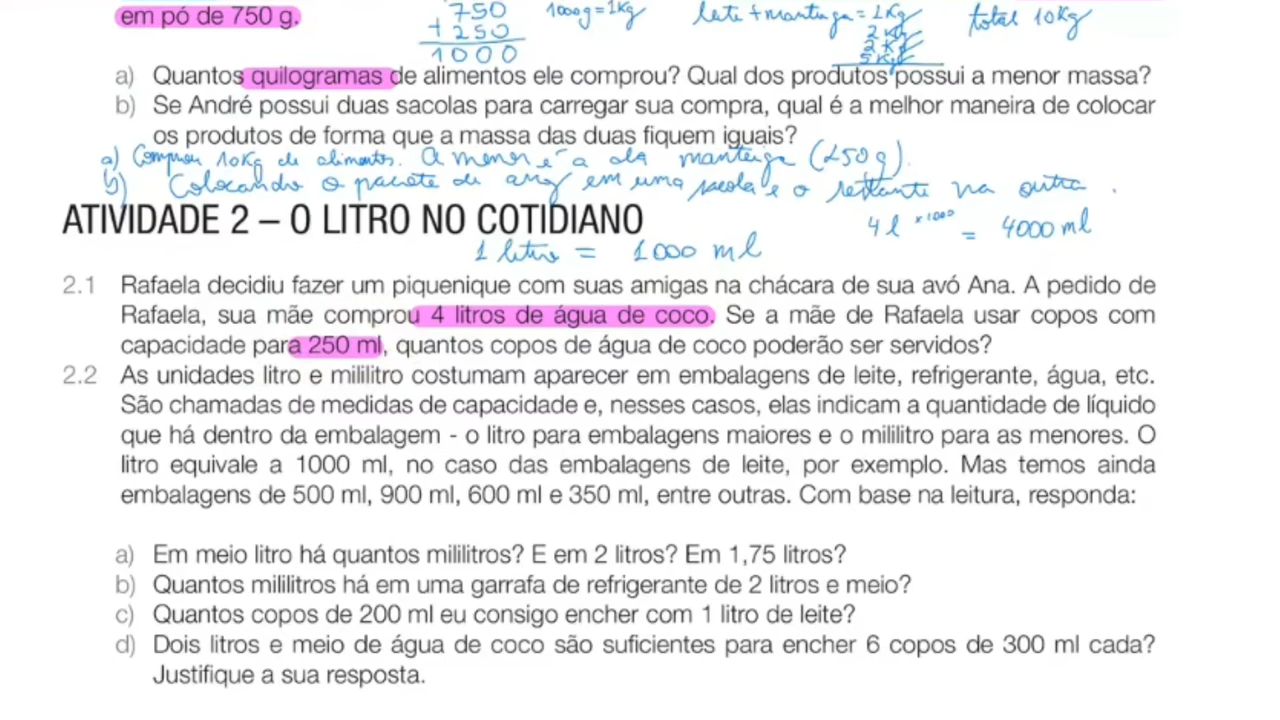 em pó de 750 g.
750
+ 250
1000
1000g=1Kg
leite + manteiga = 1Kg
2 Kg
2 Kg
5 Kg
total 10Kg
a) Quantos quilogramas de alimentos ele comprou? Qual dos produtos possui a menor massa?
b) Se André possui duas sacolas para carregar sua compra, qual é a melhor maneira de colocar
os produtos de forma que a massa das duas fiquem iguais?
a) Comprou 10Kg de alimentos. A menor é a da manteiga (250g).
b) Colocando o pacote de arroz em uma sacola e o restante na outra.
ATIVIDADE 2 – O LITRO NO COTIDIANO
4 l x 1000 = 4000 ml
1 litro = 1000 ml
2.1 Rafaela decidiu fazer um piquenique com suas amigas na chácara de sua avó Ana. A pedido de
Rafaela, sua mãe comprou 4 litros de água de coco. Se a mãe de Rafaela usar copos com
capacidade para 250 ml, quantos copos de água de coco poderão ser servidos?
2.2 As unidades litro e mililitro costumam aparecer em embalagens de leite, refrigerante, água, etc.
São chamadas de medidas de capacidade e, nesses casos, elas indicam a quantidade de líquido
que há dentro da embalagem - o litro para embalagens maiores e o mililitro para as menores. O
litro equivale a 1000 ml, no caso das embalagens de leite, por exemplo. Mas temos ainda
embalagens de 500 ml, 900 ml, 600 ml e 350 ml, entre outras. Com base na leitura, responda:
a) Em meio litro há quantos mililitros? E em 2 litros? Em 1,75 litros?
b) Quantos mililitros há em uma garrafa de refrigerante de 2 litros e meio?
c) Quantos copos de 200 ml eu consigo encher com 1 litro de leite?
d) Dois litros e meio de água de coco são suficientes para encher 6 copos de 300 ml cada?
Justifique a sua resposta.